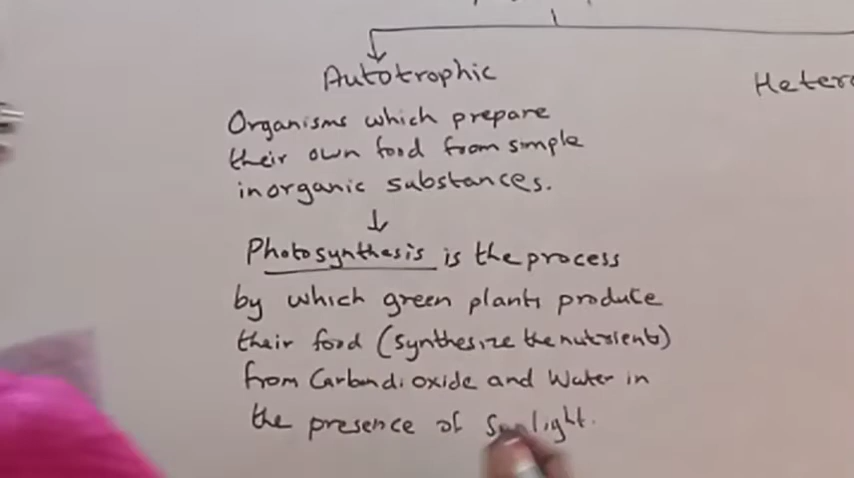 Autotrophic
Organisms which prepare
their own food from simple
inorganic substances.
Photosynthesis is the process
by which green plants produce
their food (synthesize the nutrients)
from Carbondioxide and Water in
the presence of Sunlight.